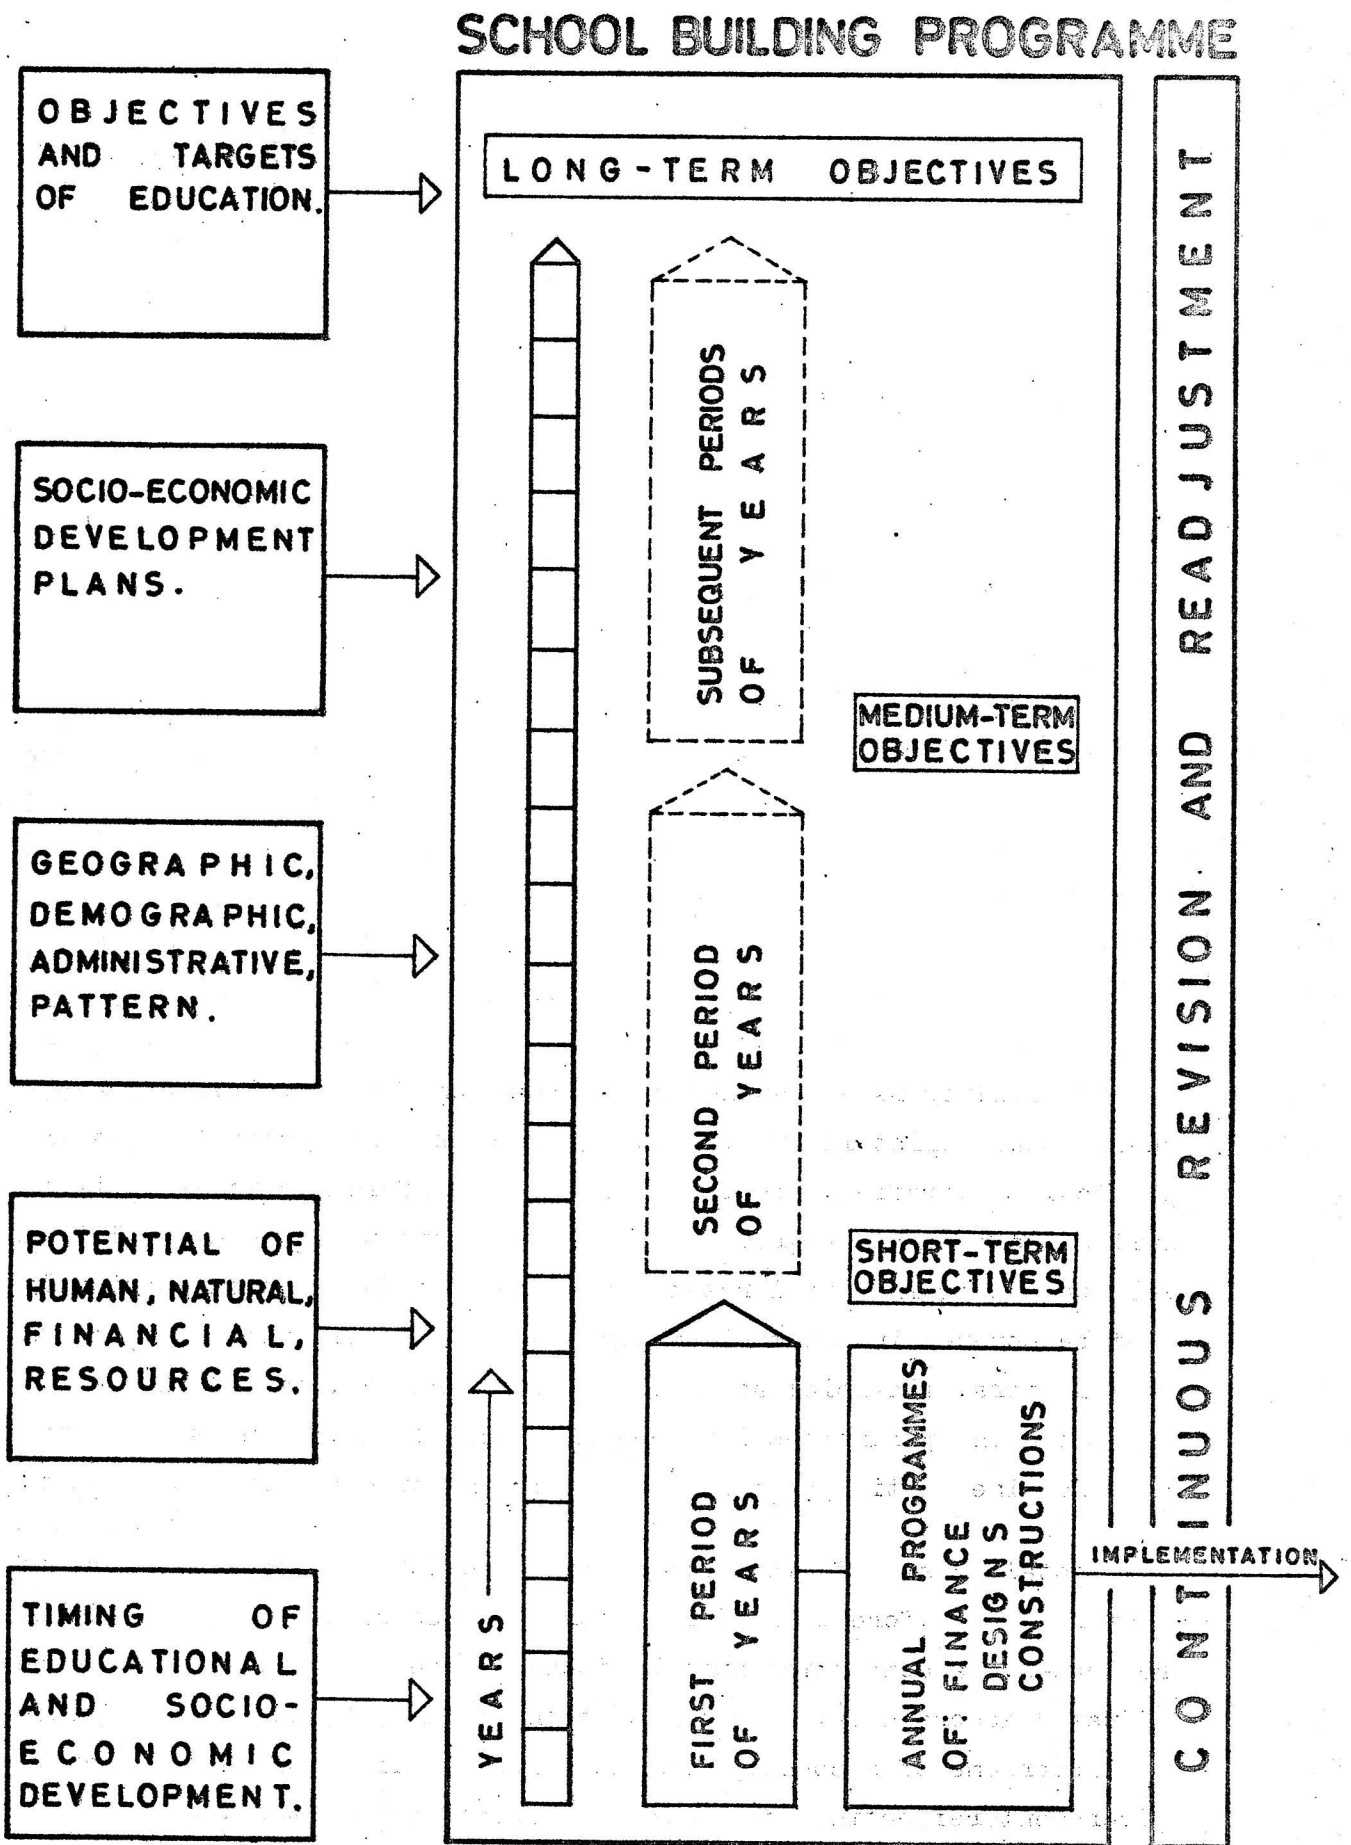 SCHOOL BUILDING PROGRAMME
OBJECTIVES
AND TARGETS
OF EDUCATION.
SOCIO-ECONOMIC
DEVELOPMENT
PLANS.
GEOGRAPHIC,
DEMOGRAPHIC,
ADMINISTRATIVE,
PATTERN.
POTENTIAL OF
HUMAN, NATURAL,
FINANCIAL,
RESOURCES.
TIMING OF
EDUCATIONAL
AND SOCIO-
ECONOMIC
DEVELOPMENT.
LONG-TERM OBJECTIVES
YEARS
SUBSEQUENT PERIODS
OF YEARS
SECOND PERIOD
OF YEARS
FIRST PERIOD
OF YEARS
MEDIUM-TERM
OBJECTIVES
SHORT-TERM
OBJECTIVES
ANNUAL PROGRAMMES
OF: FINANCE
DESIGNS
CONSTRUCTIONS
IMPLEMENTATION
CONTINUOUS REVISION AND READJUSTMENT